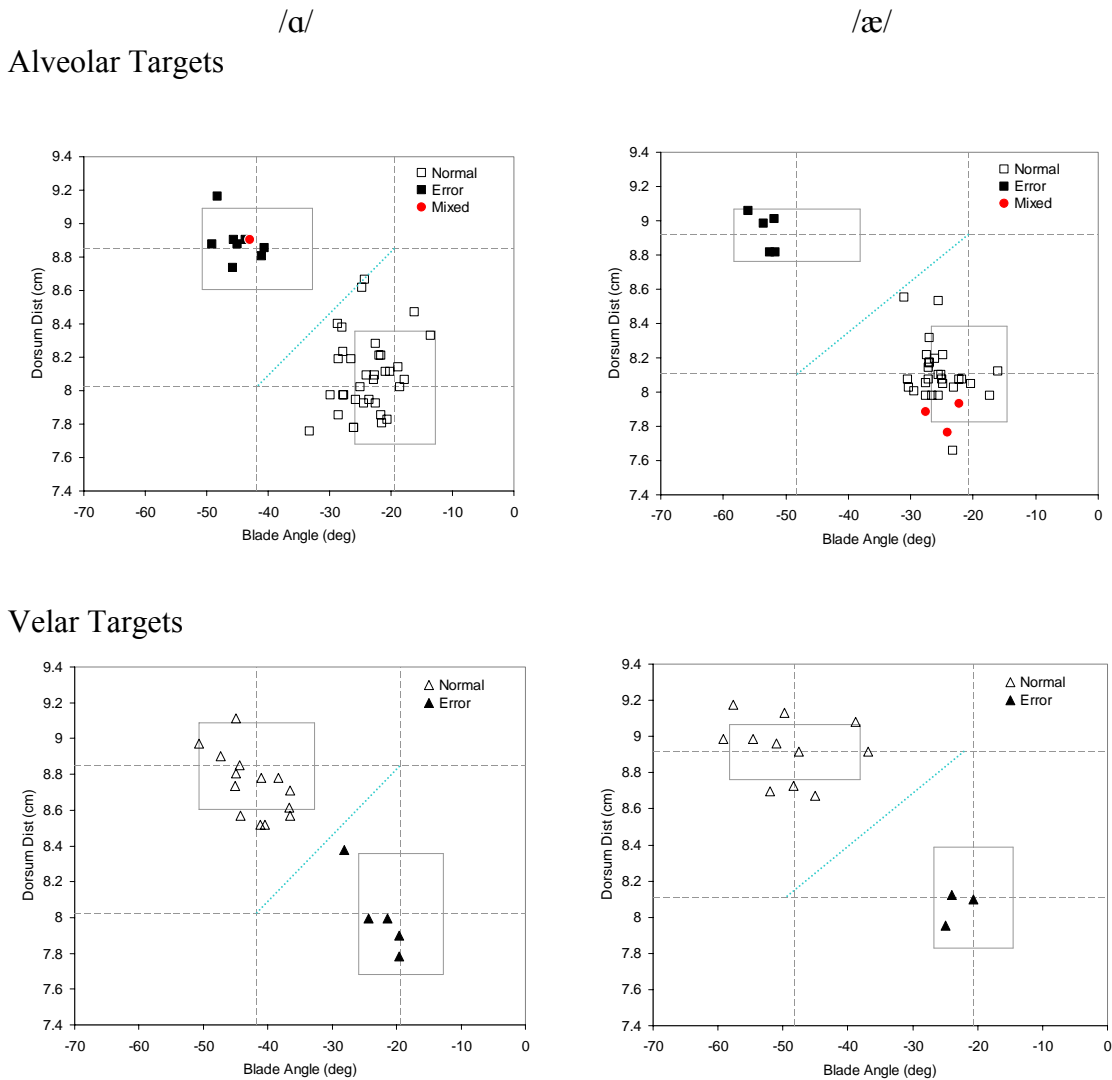 /ɑ/ /æ/
Alveolar Targets
9.4
9.2
9
8.8
8.6
8.4
8.2
8
7.8
7.6
7.4
Dorsum Dist (cm)
Normal
Error
Mixed
-70 -60 -50 -40 -30 -20 -10 0
Blade Angle (deg)
9.4
9.2
9
8.8
8.6
8.4
8.2
8
7.8
7.6
7.4
Dorsum Dist (cm)
Normal
Error
Mixed
-70 -60 -50 -40 -30 -20 -10 0
Blade Angle (deg)
Velar Targets
9.4
9.2
9
8.8
8.6
8.4
8.2
8
7.8
7.6
7.4
Dorsum Dist (cm)
Normal
Error
-70 -60 -50 -40 -30 -20 -10 0
Blade Angle (deg)
9.4
9.2
9
8.8
8.6
8.4
8.2
8
7.8
7.6
7.4
Dorsum Dist (cm)
Normal
Error
-70 -60 -50 -40 -30 -20 -10 0
Blade Angle (deg)